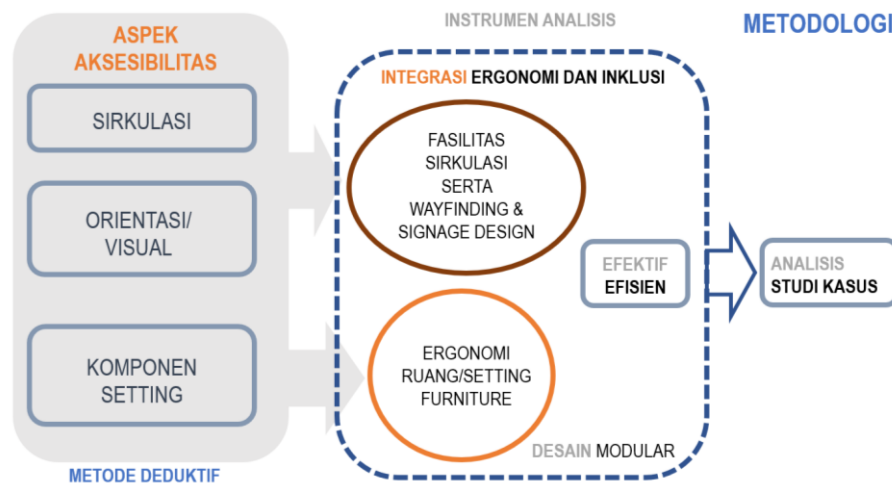 INSTRUMEN ANALISIS
METODOLOGI
ASPEK
AKSESIBILITAS
SIRKULASI
ORIENTASI/
VISUAL
KOMPONEN
SETTING
METODE DEDUKTIF
INTEGRASI ERGONOMI DAN INKLUSI
FASILITAS
SIRKULASI
SERTA
WAYFINDING &
SIGNAGE DESIGN
ERGONOMI
RUANG/SETTING
FURNITURE
EFEKTIF
EFISIEN
DESAIN MODULAR
ANALISIS
STUDI KASUS